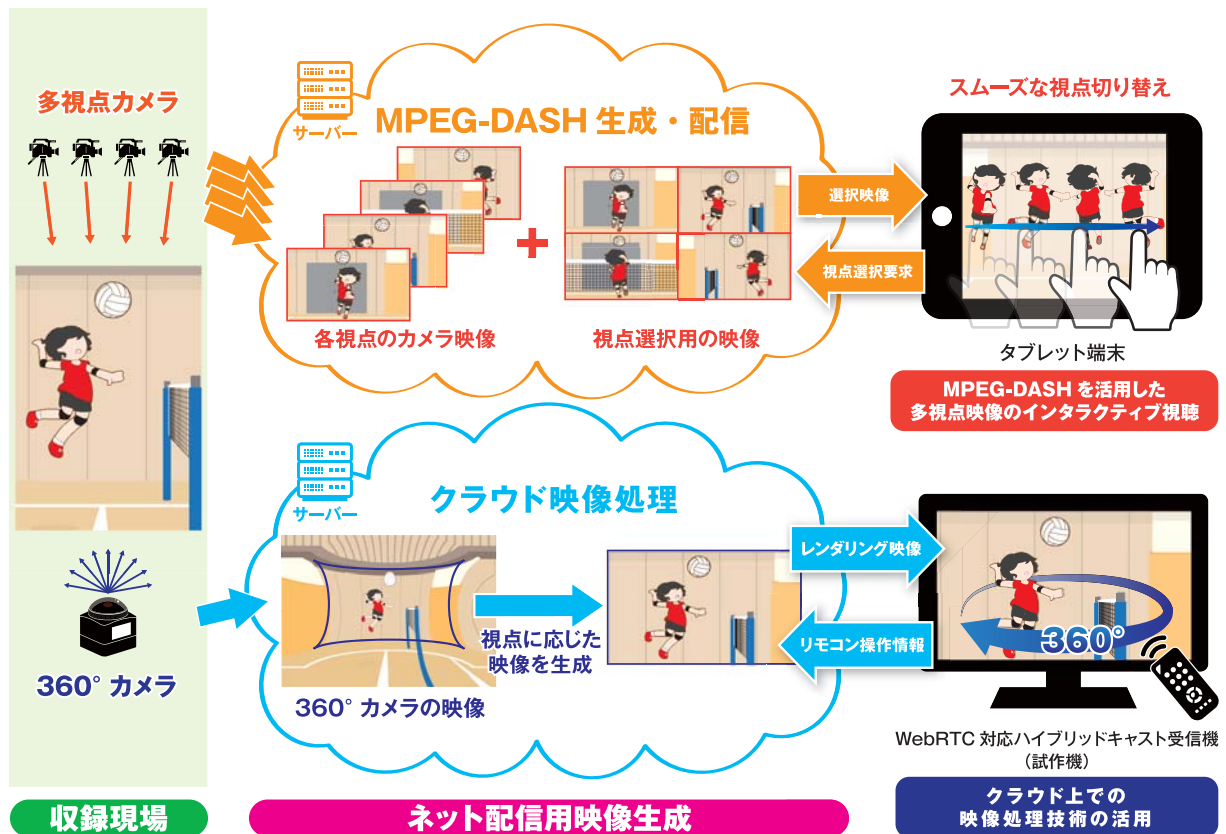 多視点カメラ
360° カメラ
収録現場
サーバー
MPEG-DASH 生成・配信
各視点のカメラ映像
+
視点選択用の映像
選択映像
視点選択要求
スムーズな視点切り替え
タブレット端末
MPEG-DASH を活用した
多視点映像のインタラクティブ視聴
サーバー
クラウド映像処理
360° カメラの映像
視点に応じた
映像を生成
レンダリング映像
リモコン操作情報
360°
WebRTC 対応ハイブリッドキャスト受信機
（試作機）
クラウド上での
映像処理技術の活用
ネット配信用映像生成